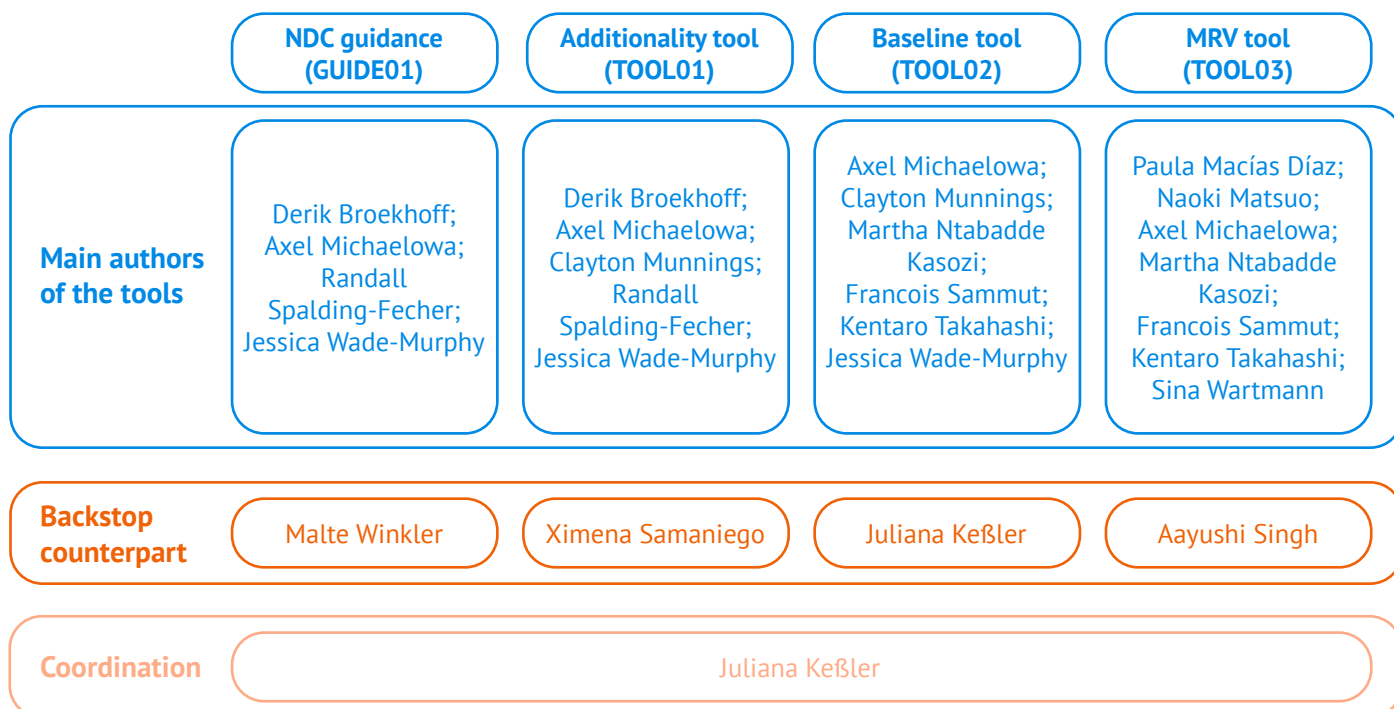 NDC guidance
(GUIDE01)
Additionality tool
(TOOL01)
Baseline tool
(TOOL02)
MRV tool
(TOOL03)
Main authors
of the tools
Derik Broekhoff;
Axel Michaelowa;
Randall
Spalding-Fecher;
Jessica Wade-Murphy
Derik Broekhoff;
Axel Michaelowa;
Clayton Munnings;
Randall
Spalding-Fecher;
Jessica Wade-Murphy
Axel Michaelowa;
Clayton Munnings;
Martha Ntabadde
Kasozi;
Francois Sammut;
Kentaro Takahashi;
Jessica Wade-Murphy
Paula Macías Díaz;
Naoki Matsuo;
Axel Michaelowa;
Martha Ntabadde
Kasozi;
Francois Sammut;
Kentaro Takahashi;
Sina Wartmann
Backstop
counterpart
Malte Winkler
Ximena Samaniego
Juliana Keßler
Aayushi Singh
Coordination
Juliana Keßler